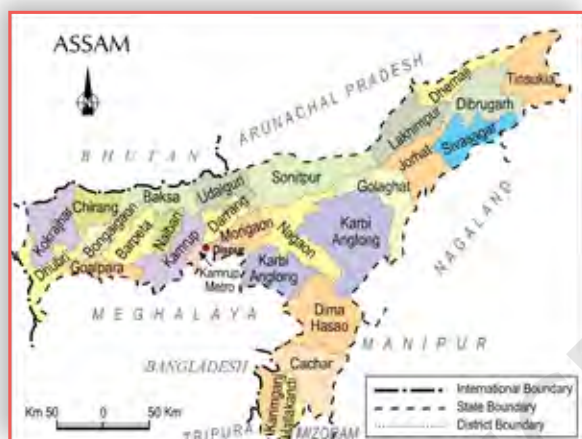 ASSAM
ARUNACHAL PRADESH
BHUTAN
Tinsukia
Dhemaji
Dibrugarh
Lakhimpur
Sivasagar
Jorhat
Sonitpur
Golaghat
Udalguri
Baksa
Chirang
Kokrajhar
Bongaigaon
Barpeta
Nalbari
Darrang
Kamrup
Morigaon
Nagaon
Karbi
Anglong
Dhubri
Goalpara
Dispur
Kamrup
Metro
Karbi
Anglong
NAGALAND
MEGHALAYA
Dima
Hasao
MANIPUR
BANGLADESH
Cachar
Karimganj
Hailakandi
TRIPURA
MIZORAM
Km 50 0 50 Km
International Boundary
State Boundary
District Boundary